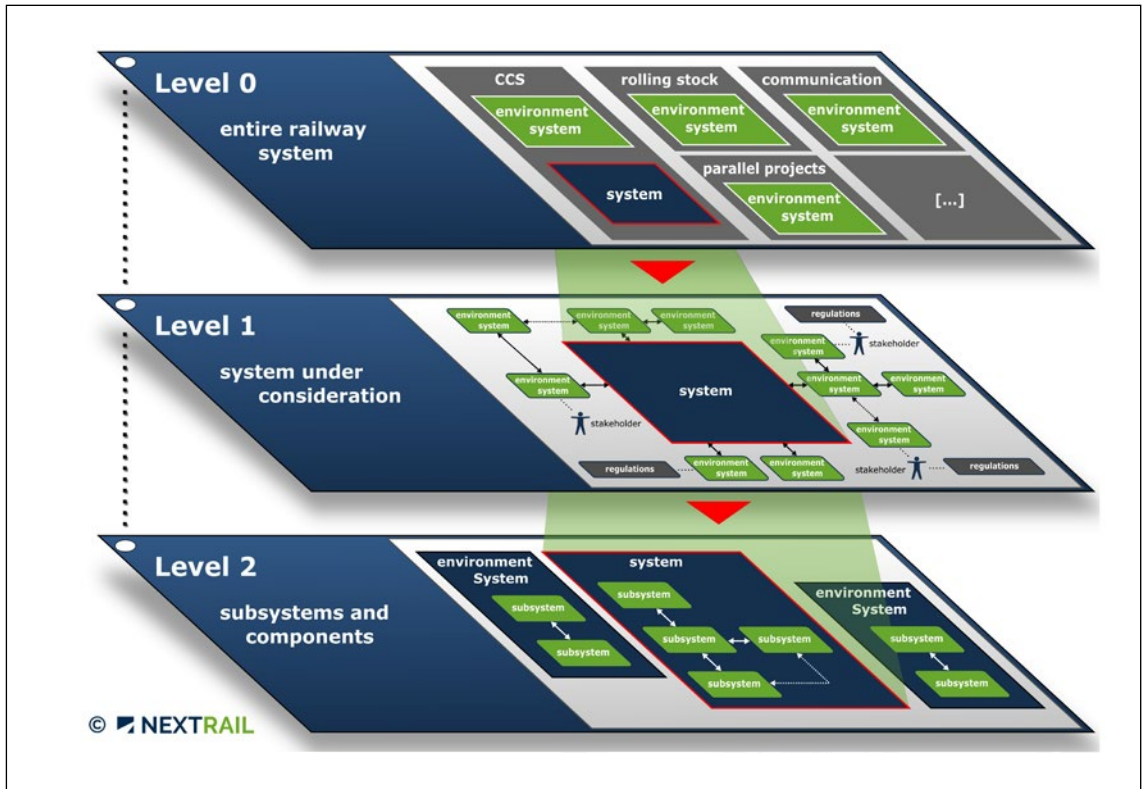 Level 0
entire railway
system
CCS
environment
system
system
rolling stock
environment
system
communication
environment
system
parallel projects
environment
system
[...]
Level 1
system under
consideration
environment
system
environment
system
environment
system
environment
system
stakeholder
system
regulations
environment
system
environment
system
regulations
stakeholder
environment
system
environment
system
environment
system
environment
system
stakeholder
regulations
Level 2
subsystems and
components
environment
System
subsystem
subsystem
system
subsystem
subsystem
subsystem
subsystem
environment
System
subsystem
subsystem
© NEXTRAIL